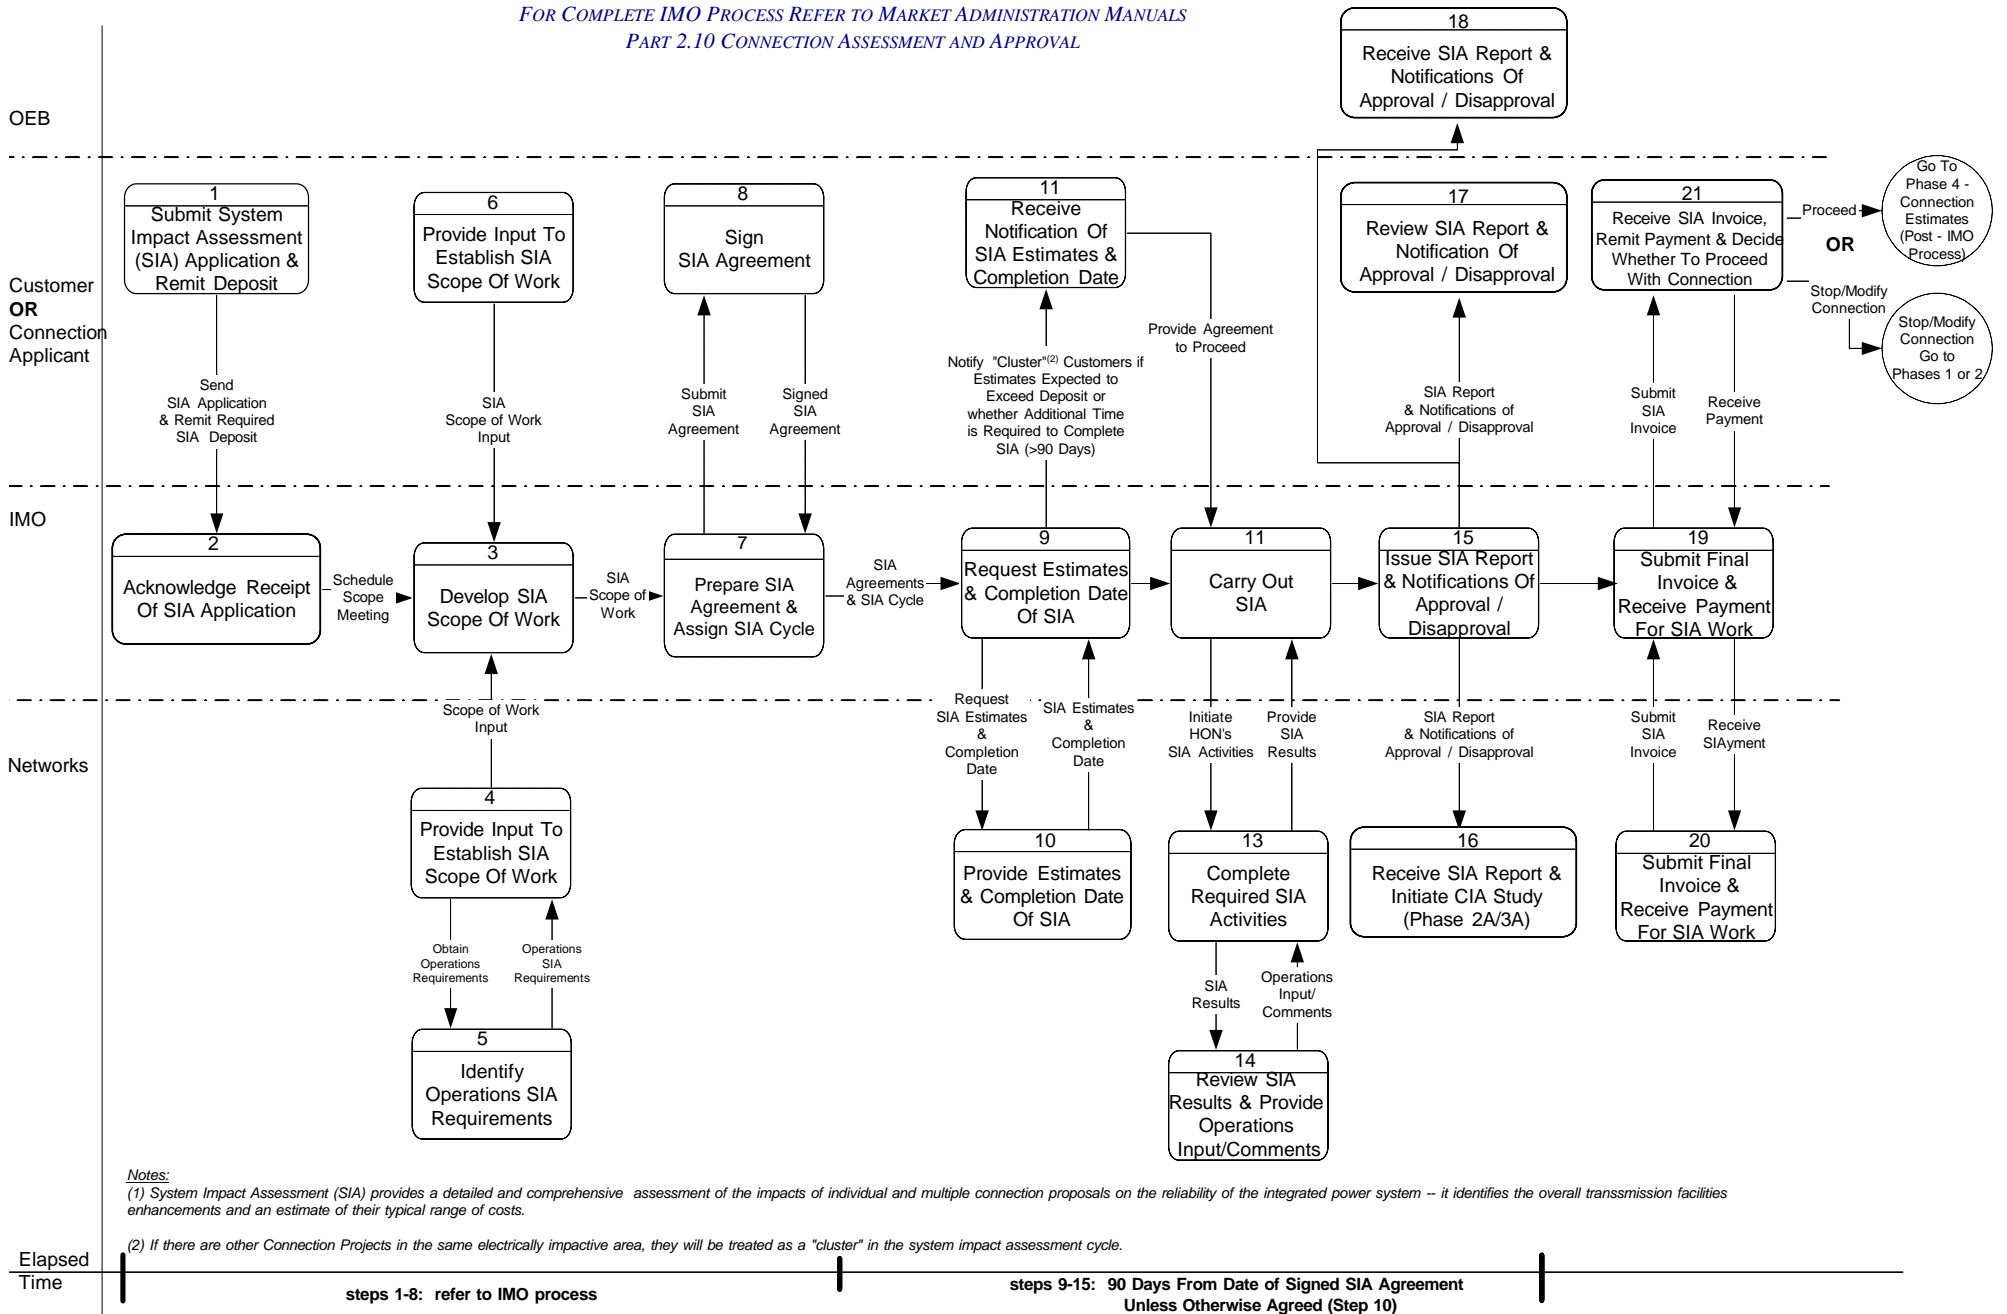 FOR COMPLETE IMO PROCESS REFER TO MARKET ADMINISTRATION MANUALS
PART 2.10 CONNECTION ASSESSMENT AND APPROVAL
OEB
18
Receive SIA Report &
Notifications Of
Approval / Disapproval
Customer
OR
Connection
Applicant
1
Submit System
Impact Assessment
(SIA) Application &
Remit Deposit
6
Provide Input To
Establish SIA
Scope Of Work
8
Sign
SIA Agreement
11
Receive
Notification Of
SIA Estimates &
Completion Date
17
Review SIA Report &
Notification Of
Approval / Disapproval
21
Receive SIA Invoice,
Remit Payment & Decide
Whether To Proceed
With Connection
Proceed
OR
Stop/Modify
Connection
Go To
Phase 4 -
Connection
Estimates
(Post - IMO
Process)
Stop/Modify
Connection
Go to
Phases 1 or 2
Send
SIA Application
& Remit Required
SIA Deposit
SIA
Scope of Work
Input
Submit
SIA
Agreement
Signed
SIA
Agreement
Notify "Cluster"(2) Customers if
Estimates Expected to
Exceed Deposit or
whether Additional Time
is Required to Complete
SIA (>90 Days)
Provide Agreement
to Proceed
SIA Report
& Notifications of
Approval / Disapproval
Submit
SIA
Invoice
Receive
Payment
IMO
2
Acknowledge Receipt
Of SIA Application
Schedule
Scope
Meeting
3
Develop SIA
Scope Of Work
SIA
Scope of
Work
7
Prepare SIA
Agreement &
Assign SIA Cycle
SIA
Agreements
& SIA Cycle
9
Request Estimates
& Completion Date
Of SIA
11
Carry Out
SIA
15
Issue SIA Report
& Notifications Of
Approval /
Disapproval
19
Submit Final
Invoice &
Receive Payment
For SIA Work
Networks
Scope of Work
Input
Request
SIA Estimates
&
Completion
Date
SIA Estimates
&
Completion
Date
Initiate
HON's
SIA Activities
Provide
SIA
Results
SIA Report
& Notifications of
Approval / Disapproval
Submit
SIA
Invoice
Receive
SIAyment
4
Provide Input To
Establish SIA
Scope Of Work
10
Provide Estimates
& Completion Date
Of SIA
13
Complete
Required SIA
Activities
16
Receive SIA Report &
Initiate CIA Study
(Phase 2A/3A)
20
Submit Final
Invoice &
Receive Payment
For SIA Work
Obtain
Operations
Requirements
Operations
SIA
Requirements
SIA
Results
Operations
Input/
Comments
5
Identify
Operations SIA
Requirements
14
Review SIA
Results & Provide
Operations
Input/Comments
Notes:
(1) System Impact Assessment (SIA) provides a detailed and comprehensive assessment of the impacts of individual and multiple connection proposals on the reliability of the integrated power system -- it identifies the overall transsmission facilities
enhancements and an estimate of their typical range of costs.
(2) If there are other Connection Projects in the same electrically impactive area, they will be treated as a "cluster" in the system impact assessment cycle.
Elapsed
Time
steps 1-8: refer to IMO process
steps 9-15: 90 Days From Date of Signed SIA Agreement
Unless Otherwise Agreed (Step 10)